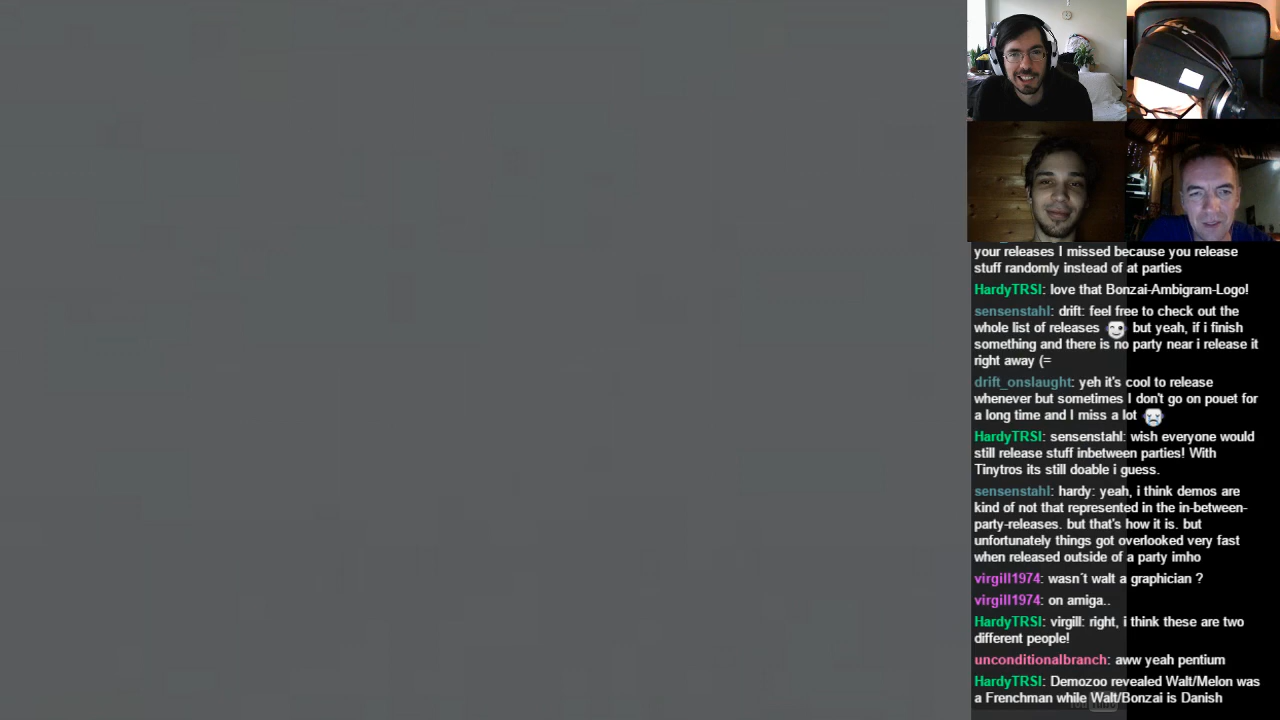 your releases I missed because you release
stuff randomly instead of at parties
HardyTRSI: love that Bonzai-Ambigram-Logo!
sensenstahl: drift: feel free to check out the
whole list of releases but yeah, if i finish
something and there is no party near i release it
right away (=
drift_onslaught: yeh it's cool to release
whenever but sometimes I don't go on pouet for
a long time and I miss a lot
HardyTRSI: sensenstahl: wish everyone would
still release stuff inbetween parties! With
Tinytros its still doable i guess.
sensenstahl: hardy: yeah, i think demos are
kind of not that represented in the in-between-
party-releases. but that's how it is. but
unfortunately things got overlooked very fast
when released outside of a party imho
virgill1974: wasn´t walt a graphician ?
virgill1974: on amiga..
HardyTRSI: virgill: right, i think these are two
different people!
unconditionalbranch: aww yeah pentium
HardyTRSI: Demozoo revealed Walt/Melon was
a Frenchman while Walt/Bonzai is Danish
YouTube